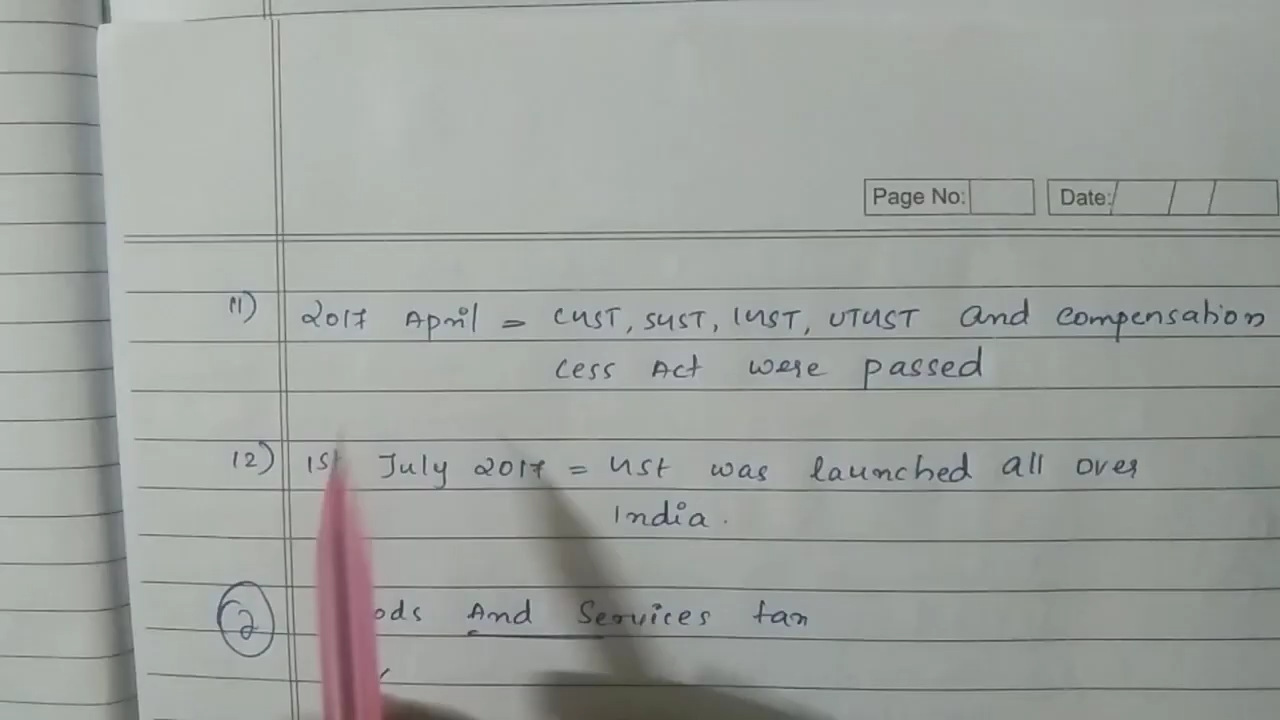 Page No: Date: / / /
11) 2017 April = CGST, SGST, IGST, UTGST and compensation
cess Act were passed
12) 1st July 2017 = GSt was launched all over
India.
2 ods And Services tax